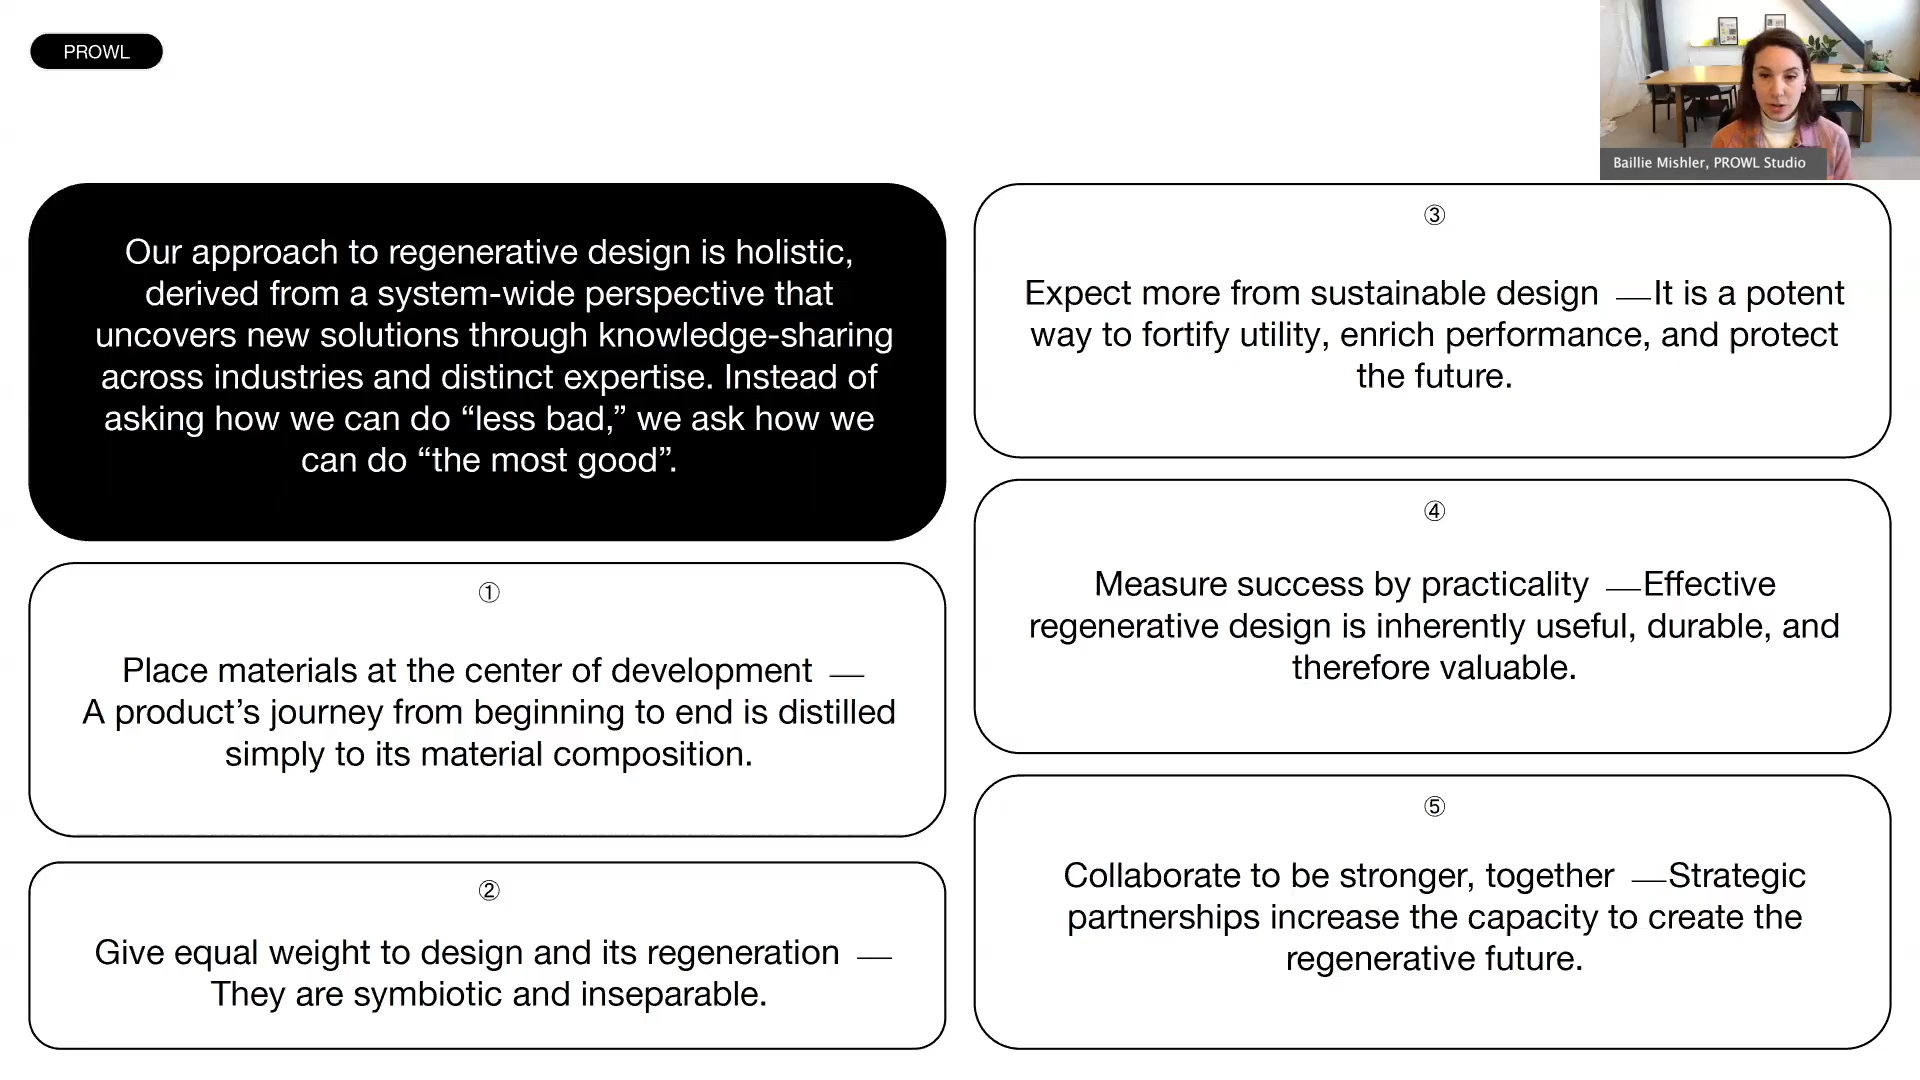 PROWL
Baillie Mishler, PROWL Studio
Our approach to regenerative design is holistic,
derived from a system-wide perspective that
uncovers new solutions through knowledge-sharing
across industries and distinct expertise. Instead of
asking how we can do “less bad,” we ask how we
can do “the most good”.
①
Place materials at the center of development —
A product’s journey from beginning to end is distilled
simply to its material composition.
②
Give equal weight to design and its regeneration —
They are symbiotic and inseparable.
③
Expect more from sustainable design —It is a potent
way to fortify utility, enrich performance, and protect
the future.
④
Measure success by practicality —Effective
regenerative design is inherently useful, durable, and
therefore valuable.
⑤
Collaborate to be stronger, together —Strategic
partnerships increase the capacity to create the
regenerative future.